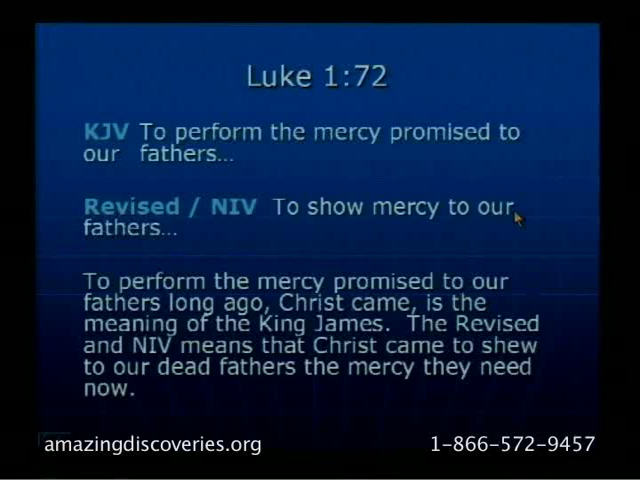 Luke 1:72
KJV To perform the mercy promised to
our fathers...
Revised / NIV To show mercy to our
fathers...
To perform the mercy promised to our
fathers long ago, Christ came, is the
meaning of the King James. The Revised
and NIV means that Christ came to shew
to our dead fathers the mercy they need
now.
amazingdiscoveries.org 1-866-572-9457